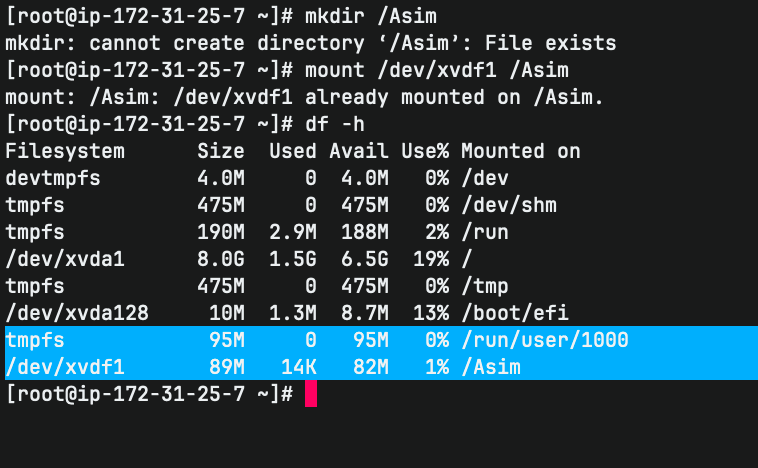 [root@ip-172-31-25-7 ~]# mkdir /Asim
mkdir: cannot create directory ‘/Asim’: File exists
[root@ip-172-31-25-7 ~]# mount /dev/xvdf1 /Asim
mount: /Asim: /dev/xvdf1 already mounted on /Asim.
[root@ip-172-31-25-7 ~]# df -h
Filesystem      Size  Used Avail Use% Mounted on
devtmpfs        4.0M     0  4.0M   0% /dev
tmpfs           475M     0  475M   0% /dev/shm
tmpfs           190M  2.9M  188M   2% /run
/dev/xvda1      8.0G  1.5G  6.5G  19% /
tmpfs           475M     0  475M   0% /tmp
/dev/xvda128     10M  1.3M  8.7M  13% /boot/efi
tmpfs            95M     0   95M   0% /run/user/1000
/dev/xvdf1       89M   14K   82M   1% /Asim
[root@ip-172-31-25-7 ~]#